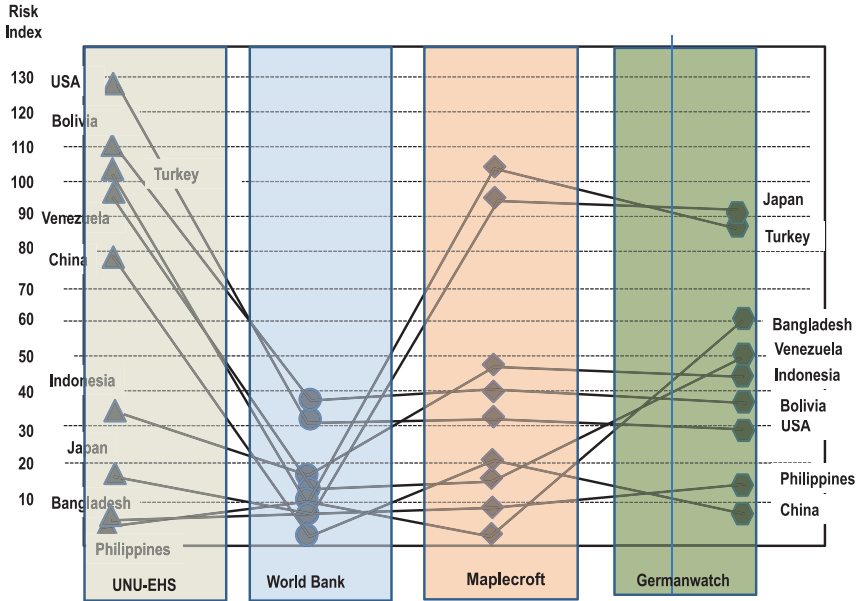 Risk
Index
130
120
110
100
90
80
70
60
50
40
30
20
10
USA
Bolivia
Turkey
Venezuela
China
Indonesia
Japan
Bangladesh
Philippines
Japan
Turkey
Bangladesh
Venezuela
Indonesia
Bolivia
USA
Philippines
China
UNU-EHS
World Bank
Maplecroft
Germanwatch